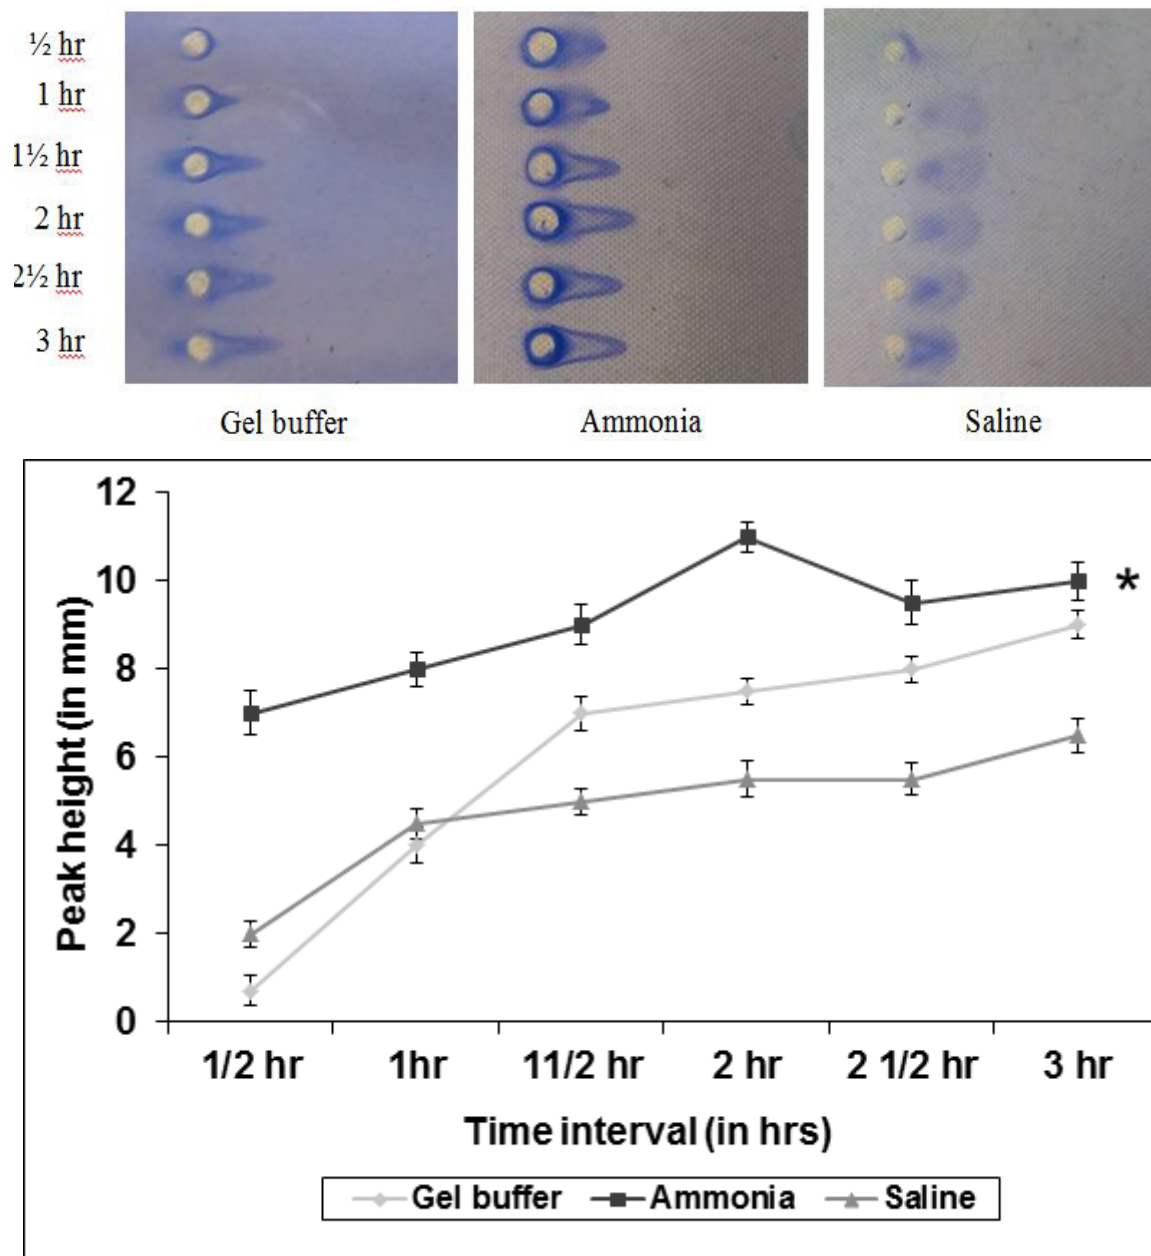 ½ hr
1 hr
1½ hr
2 hr
2½ hr
3 hr
Gel buffer
Ammonia
Saline
12
10
8
6
4
2
0
*
Peak height (in mm)
1/2 hr
1hr
11/2 hr
2 hr
2 1/2 hr
3 hr
Time interval (in hrs)
Gel buffer
Ammonia
Saline